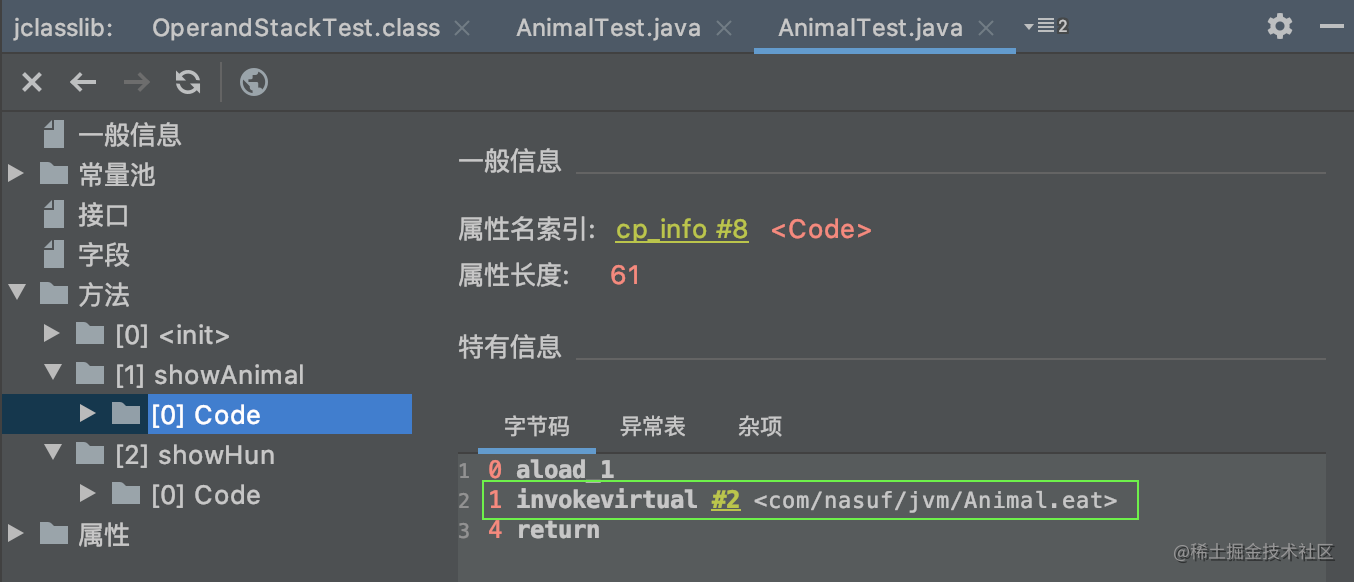 jclasslib: OperandStackTest.class AnimalTest.java AnimalTest.java 2
一般信息
常量池
接口
字段
方法
[0] <init>
[1] showAnimal
[0] Code
[2] showHun
[0] Code
属性
一般信息
属性名索引: cp_info #8 <Code>
属性长度: 61
特有信息
字节码 异常表 杂项
1 0 aload_1
2 1 invokevirtual #2 <com/nasuf/jvm/Animal.eat>
3 4 return
@稀土掘金技术社区